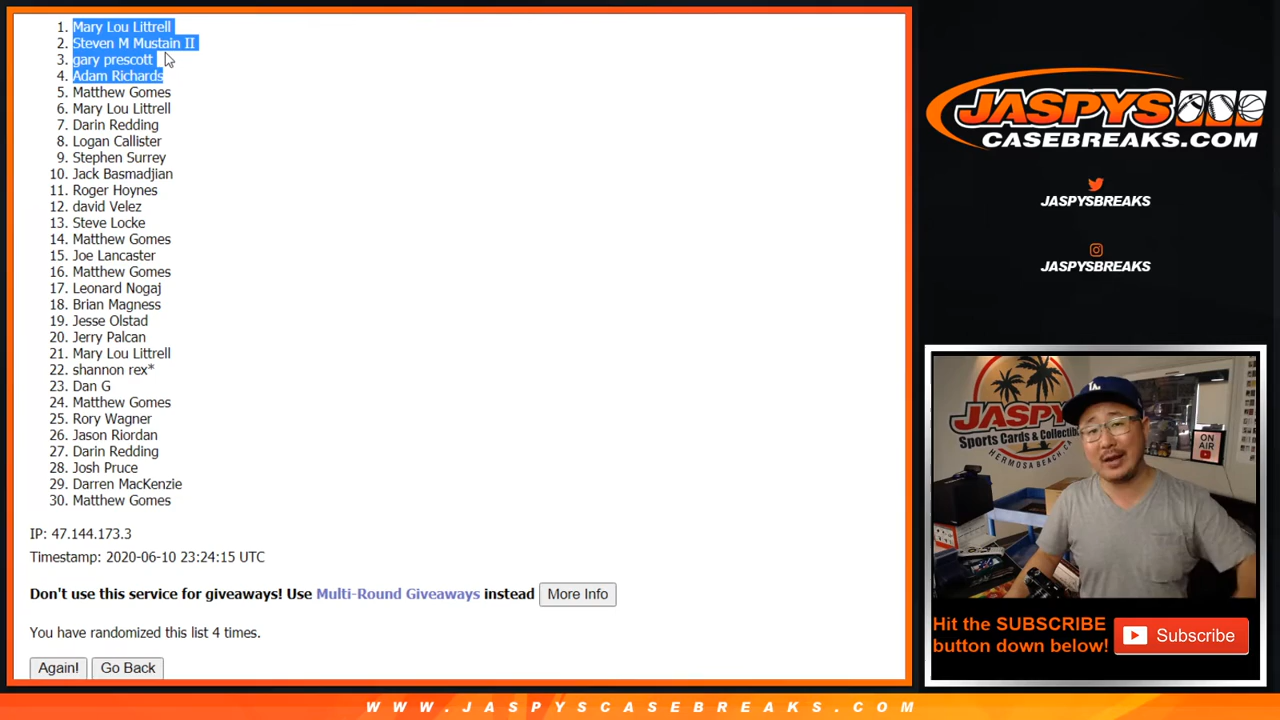 1. Mary Lou Littrell
2. Steven M Mustain II
3. gary prescott
4. Adam Richards
5. Matthew Gomes
6. Mary Lou Littrell
7. Darin Redding
8. Logan Callister
9. Stephen Surrey
10. Jack Basmadjian
11. Roger Hoynes
12. david Velez
13. Steve Locke
14. Matthew Gomes
15. Joe Lancaster
16. Matthew Gomes
17. Leonard Nogaj
18. Brian Magness
19. Jesse Olstad
20. Jerry Palcan
21. Mary Lou Littrell
22. shannon rex*
23. Dan G
24. Matthew Gomes
25. Rory Wagner
26. Jason Riordan
27. Darin Redding
28. Josh Pruce
29. Darren MacKenzie
30. Matthew Gomes
IP: 47.144.173.3
Timestamp: 2020-06-10 23:24:15 UTC
Don't use this service for giveaways! Use Multi-Round Giveaways instead More Info
You have randomized this list 4 times.
Again! Go Back
JASPYS
CASEBREAKS.COM
JASPYSBREAKS
JASPYSBREAKS
JASPY
Sports Cards & Collectib
HERMOSA BEACH CA
ON
AIR
LA
Hit the SUBSCRIBE
button down below!
Subscribe
WWW.JASPYSCASEBREAKS.COM